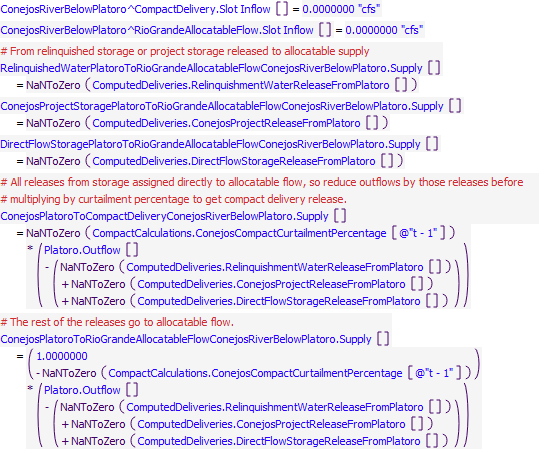 ConejosRiverBelowPlatoro^CompactDelivery.Slot Inflow [] = 0.0000000 "cfs"
ConejosRiverBelowPlatoro^RioGrandeAllocatableFlow.Slot Inflow [] = 0.0000000 "cfs"
# From relinquished storage or project storage released to allocatable supply
RelinquishedWaterPlatoroToRioGrandeAllocatableFlowConejosRiverBelowPlatoro.Supply []
= NaNToZero (ComputedDeliveries.RelinquishmentWaterReleaseFromPlatoro [])
ConejosProjectStoragePlatoroToRioGrandeAllocatableFlowConejosRiverBelowPlatoro.Supply []
= NaNToZero (ComputedDeliveries.ConejosProjectReleaseFromPlatoro [])
DirectFlowStoragePlatoroToRioGrandeAllocatableFlowConejosRiverBelowPlatoro.Supply []
= NaNToZero (ComputedDeliveries.DirectFlowStorageReleaseFromPlatoro [])
# All releases from storage assigned directly to allocatable flow, so reduce outflows by those releases before
# multiplying by curtailment percentage to get compact delivery release.
ConejosPlatoroToCompactDeliveryConejosRiverBelowPlatoro.Supply []
= NaNToZero (CompactCalculations.ConejosCompactCurtailmentPercentage [@"t - 1"])
* (Platoro.Outflow []
- (NaNToZero (ComputedDeliveries.RelinquishmentWaterReleaseFromPlatoro [])
+ NaNToZero (ComputedDeliveries.ConejosProjectReleaseFromPlatoro [])
+ NaNToZero (ComputedDeliveries.DirectFlowStorageReleaseFromPlatoro [])))
# The rest of the releases go to allocatable flow.
ConejosPlatoroToRioGrandeAllocatableFlowConejosRiverBelowPlatoro.Supply []
= (1.0000000
- NaNToZero (CompactCalculations.ConejosCompactCurtailmentPercentage [@"t - 1"]))
* (Platoro.Outflow []
- (NaNToZero (ComputedDeliveries.RelinquishmentWaterReleaseFromPlatoro [])
+ NaNToZero (ComputedDeliveries.ConejosProjectReleaseFromPlatoro [])
+ NaNToZero (ComputedDeliveries.DirectFlowStorageReleaseFromPlatoro [])))